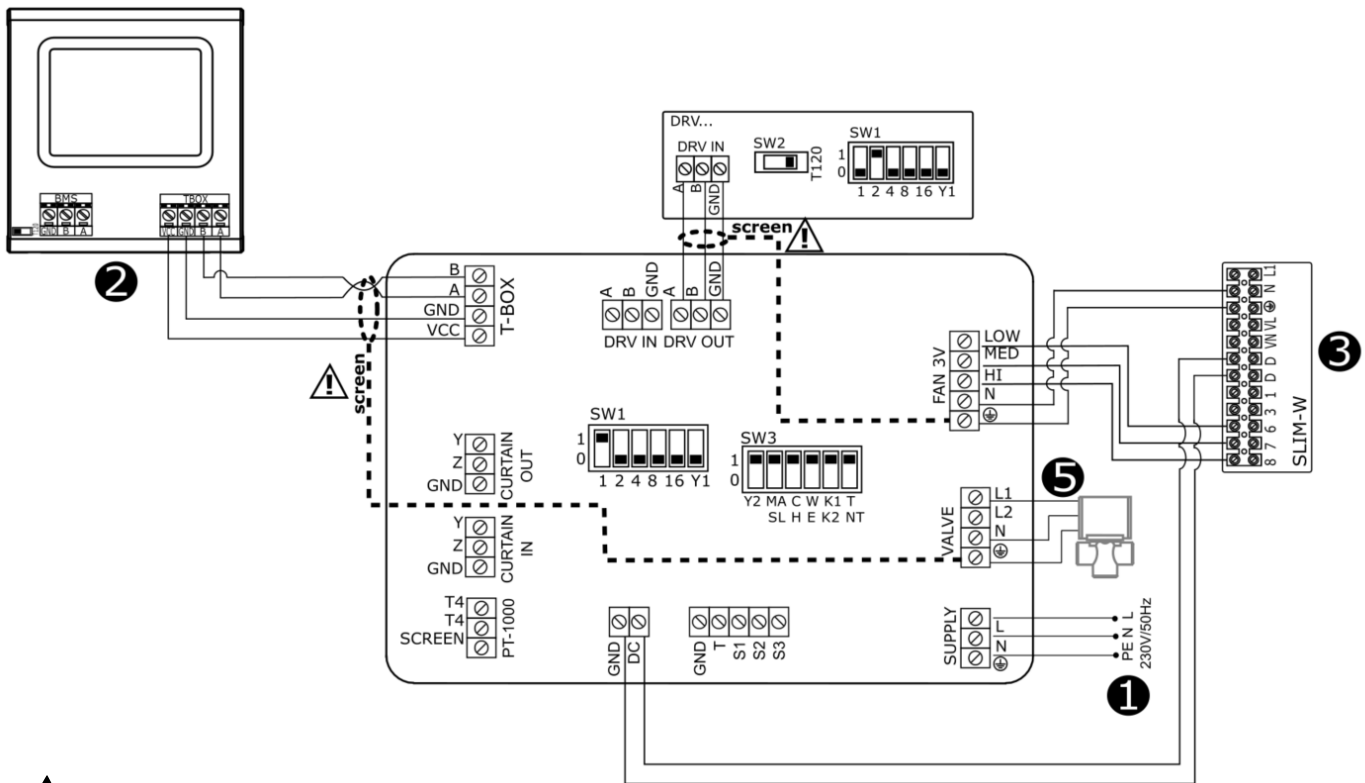 BMS
GND B A
TBOX
VCC GND B A
❷
DRV...
DRV IN
A
B
GND
SW2
T120
SW1
1
0
1 2 4 8 16 Y1
screen
screen
B
A
GND
VCC
T-BOX
A
B
GND
DRV IN
A
B
GND
DRV OUT
LOW
MED
HI
N
FAN 3V
L1
N
VL
VN
D
D
1
3
6
7
8
SLIM-W
❸
SW1
1
0
1 2 4 8 16 Y1
SW3
1
0
Y2 MA C W K1 T
SL H E K2 NT
Y
Z
GND
CURTAIN
OUT
Y
Z
GND
CURTAIN
IN
T4
T4
SCREEN
PT-1000
GND
DC
GND
T
S1
S2
S3
L1
L2
N
VALVE
❺
L
N
SUPPLY
PE N L
230V/50Hz
❶